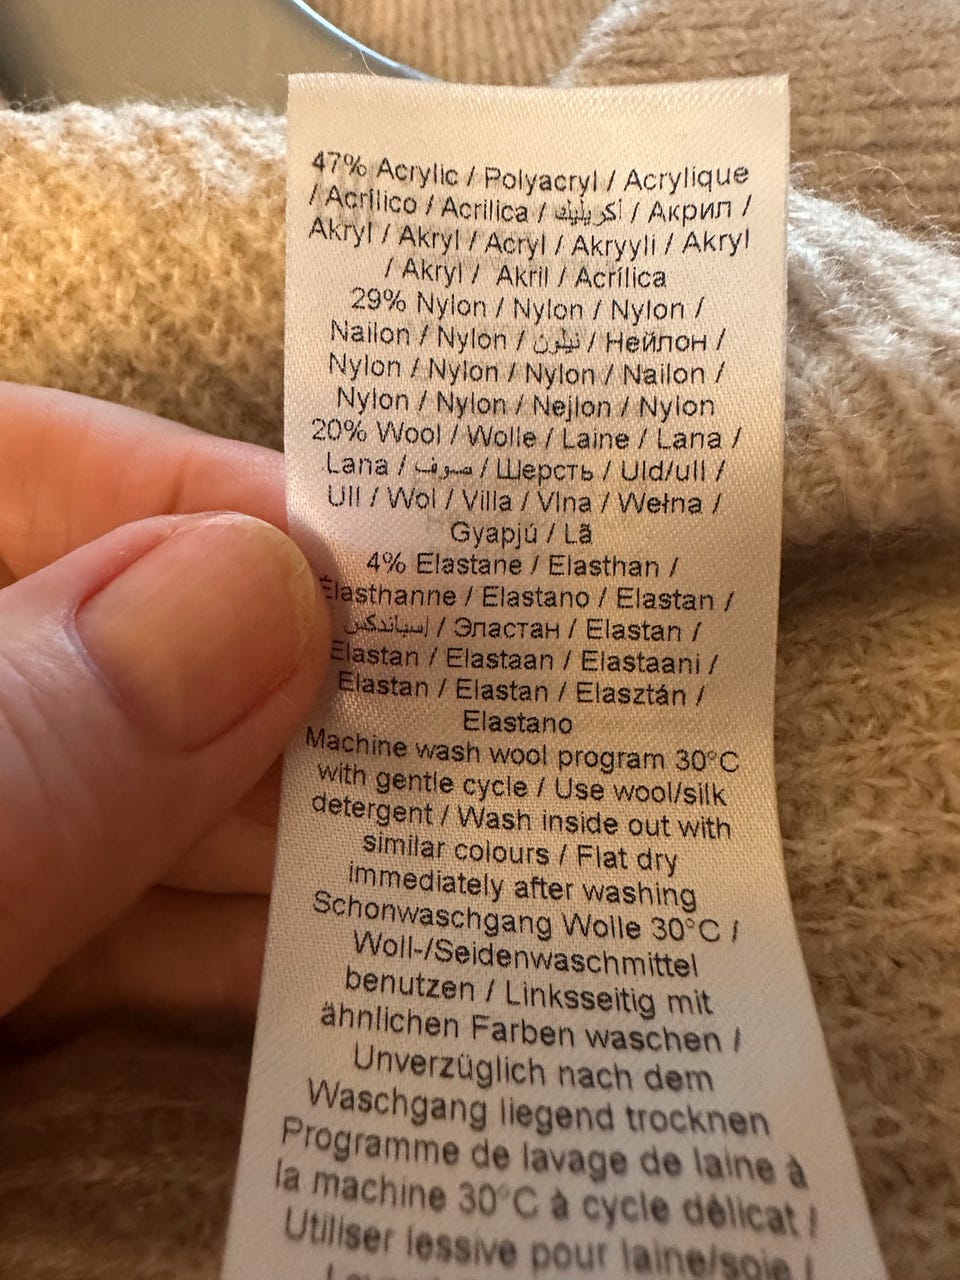 47% Acrylic / Polyacryl / Acrylique
/ Acrílico / Acrilica / أكريليك / Акрил /
Akryl / Akryl / Acryl / Akryyli / Akryl
/ Akryl / Akril / Acrílica
29% Nylon / Nylon / Nylon /
Nailon / Nylon / نيلون / Нейлон /
Nylon / Nylon / Nylon / Nailon /
Nylon / Nylon / Nejlon / Nylon
20% Wool / Wolle / Laine / Lana /
Lana / صوف / Шерсть / Uld/ull /
Ull / Wol / Villa / Vlna / Wełna /
Gyapjú / Lã
4% Elastane / Elasthan /
Élasthanne / Elastano / Elastan /
إسباندكس / Эластан / Elastan /
Elastan / Elastaan / Elastaani /
Elastan / Elastan / Elasztán /
Elastano
Machine wash wool program 30°C
with gentle cycle / Use wool/silk
detergent / Wash inside out with
similar colours / Flat dry
immediately after washing
Schonwaschgang Wolle 30°C /
Woll-/Seidenwaschmittel
benutzen / Linksseitig mit
ähnlichen Farben waschen /
Unverzüglich nach dem
Waschgang liegend trocknen
Programme de lavage de laine à
la machine 30°C à cycle délicat /
Utiliser lessive pour laine/soie /